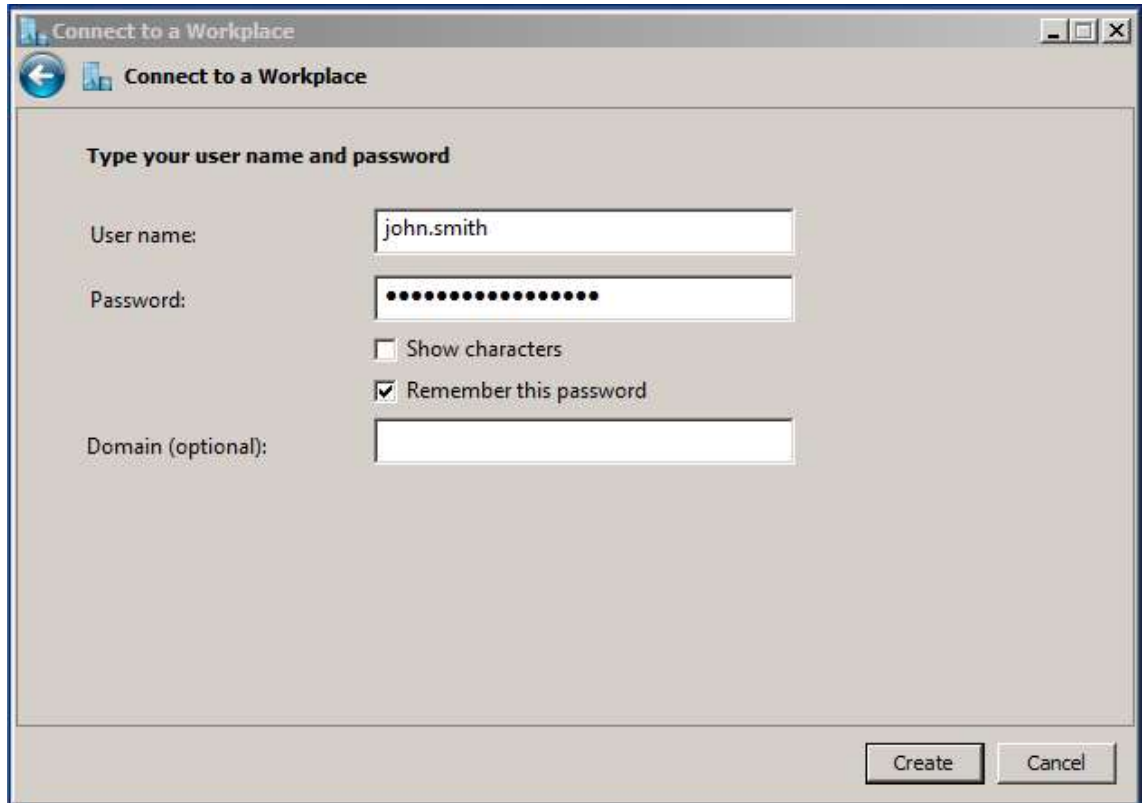 Connect to a Workplace
Connect to a Workplace
Type your user name and password
User name: john.smith
Password: •••••••••••••••••
Show characters
Remember this password
Domain (optional):
Create Cancel